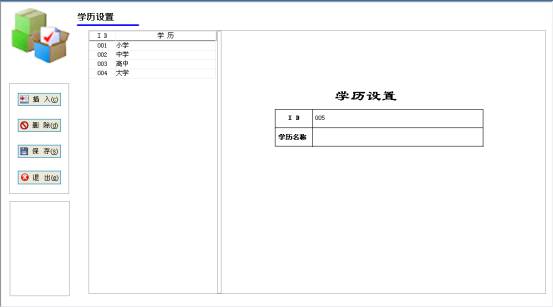 学历设置
ID 学历
001 小学
002 中学
003 高中
004 大学
插 入(c)
删 除(d)
保 存(s)
退 出(e)
学历设置
ID 005
学历名称